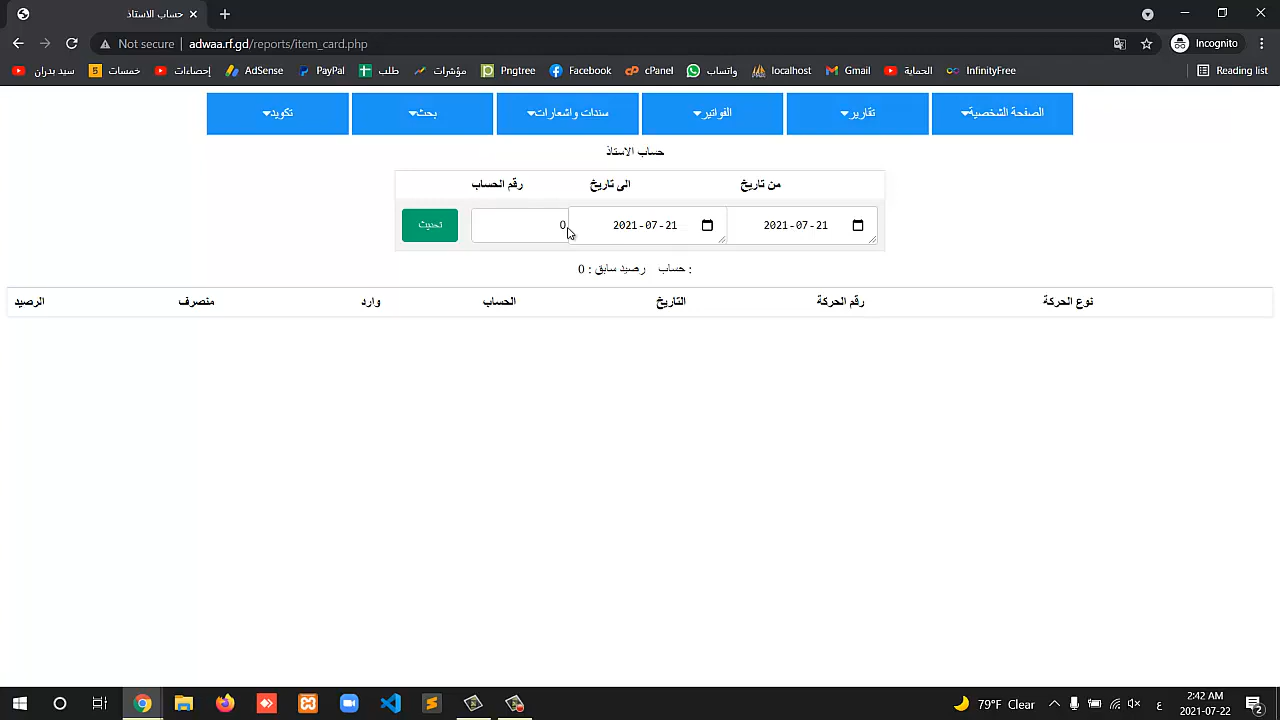 حساب الاستاذ
Not secure | adwaa.rf.gd/reports/item_card.php
Incognito
سيد بدران
خمسات
إحصاءات
AdSense
PayPal
طلب
مؤشرات
Pngtree
Facebook
cPanel
واتساب
locohost
Gmail
الحماية
InfinityFree
Reading list
الصفحة الشخصية
تقارير
الفواتير
سندات واشعارات
بحث
تكويد
حساب الاستاذ
من تاريخ
الى تاريخ
رقم الحساب
2021-07-21
2021-07-21
0
تحديث
حساب : رصيد سابق : 0
نوع الحركة
رقم الحركة
التاريخ
الحساب
وارد
منصرف
الرصيد
79°F Clear
ع
2:42 AM
2021-07-22
2